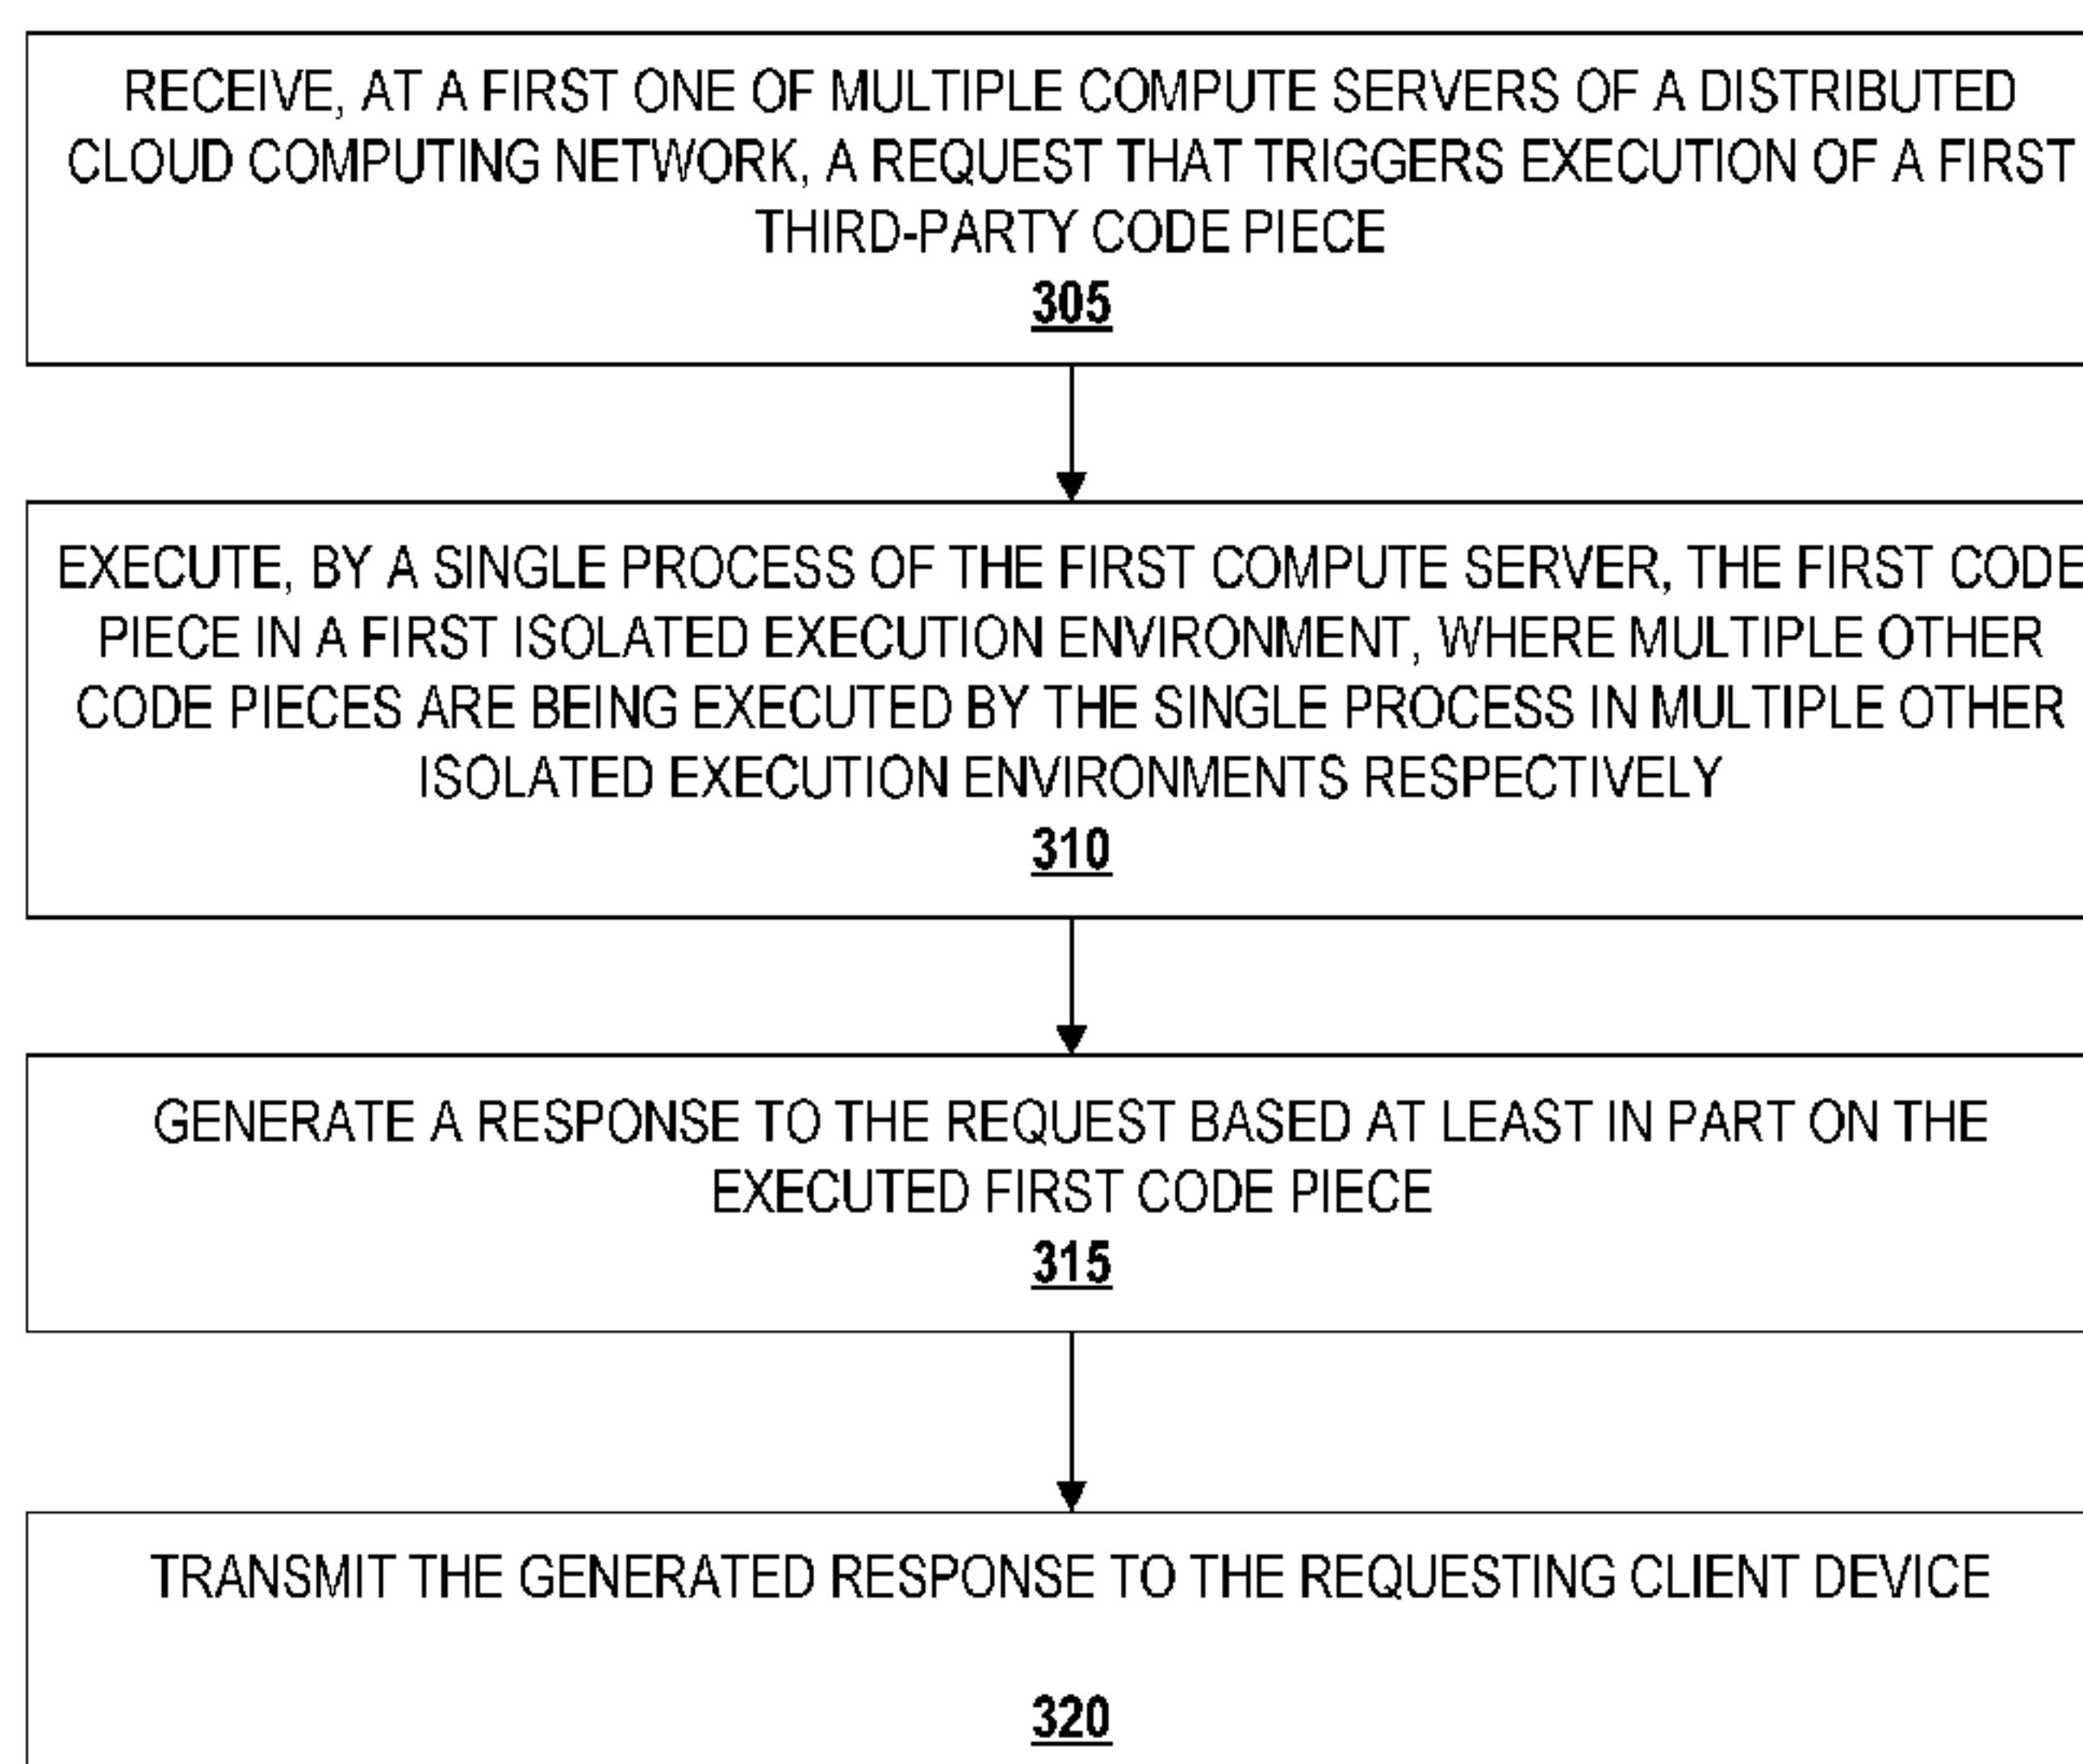 RECEIVE, AT A FIRST ONE OF MULTIPLE COMPUTE SERVERS OF A DISTRIBUTED
CLOUD COMPUTING NETWORK, A REQUEST THAT TRIGGERS EXECUTION OF A FIRST
THIRD-PARTY CODE PIECE
305
EXECUTE, BY A SINGLE PROCESS OF THE FIRST COMPUTE SERVER, THE FIRST CODE
PIECE IN A FIRST ISOLATED EXECUTION ENVIRONMENT, WHERE MULTIPLE OTHER
CODE PIECES ARE BEING EXECUTED BY THE SINGLE PROCESS IN MULTIPLE OTHER
ISOLATED EXECUTION ENVIRONMENTS RESPECTIVELY
310
GENERATE A RESPONSE TO THE REQUEST BASED AT LEAST IN PART ON THE
EXECUTED FIRST CODE PIECE
315
TRANSMIT THE GENERATED RESPONSE TO THE REQUESTING CLIENT DEVICE
320